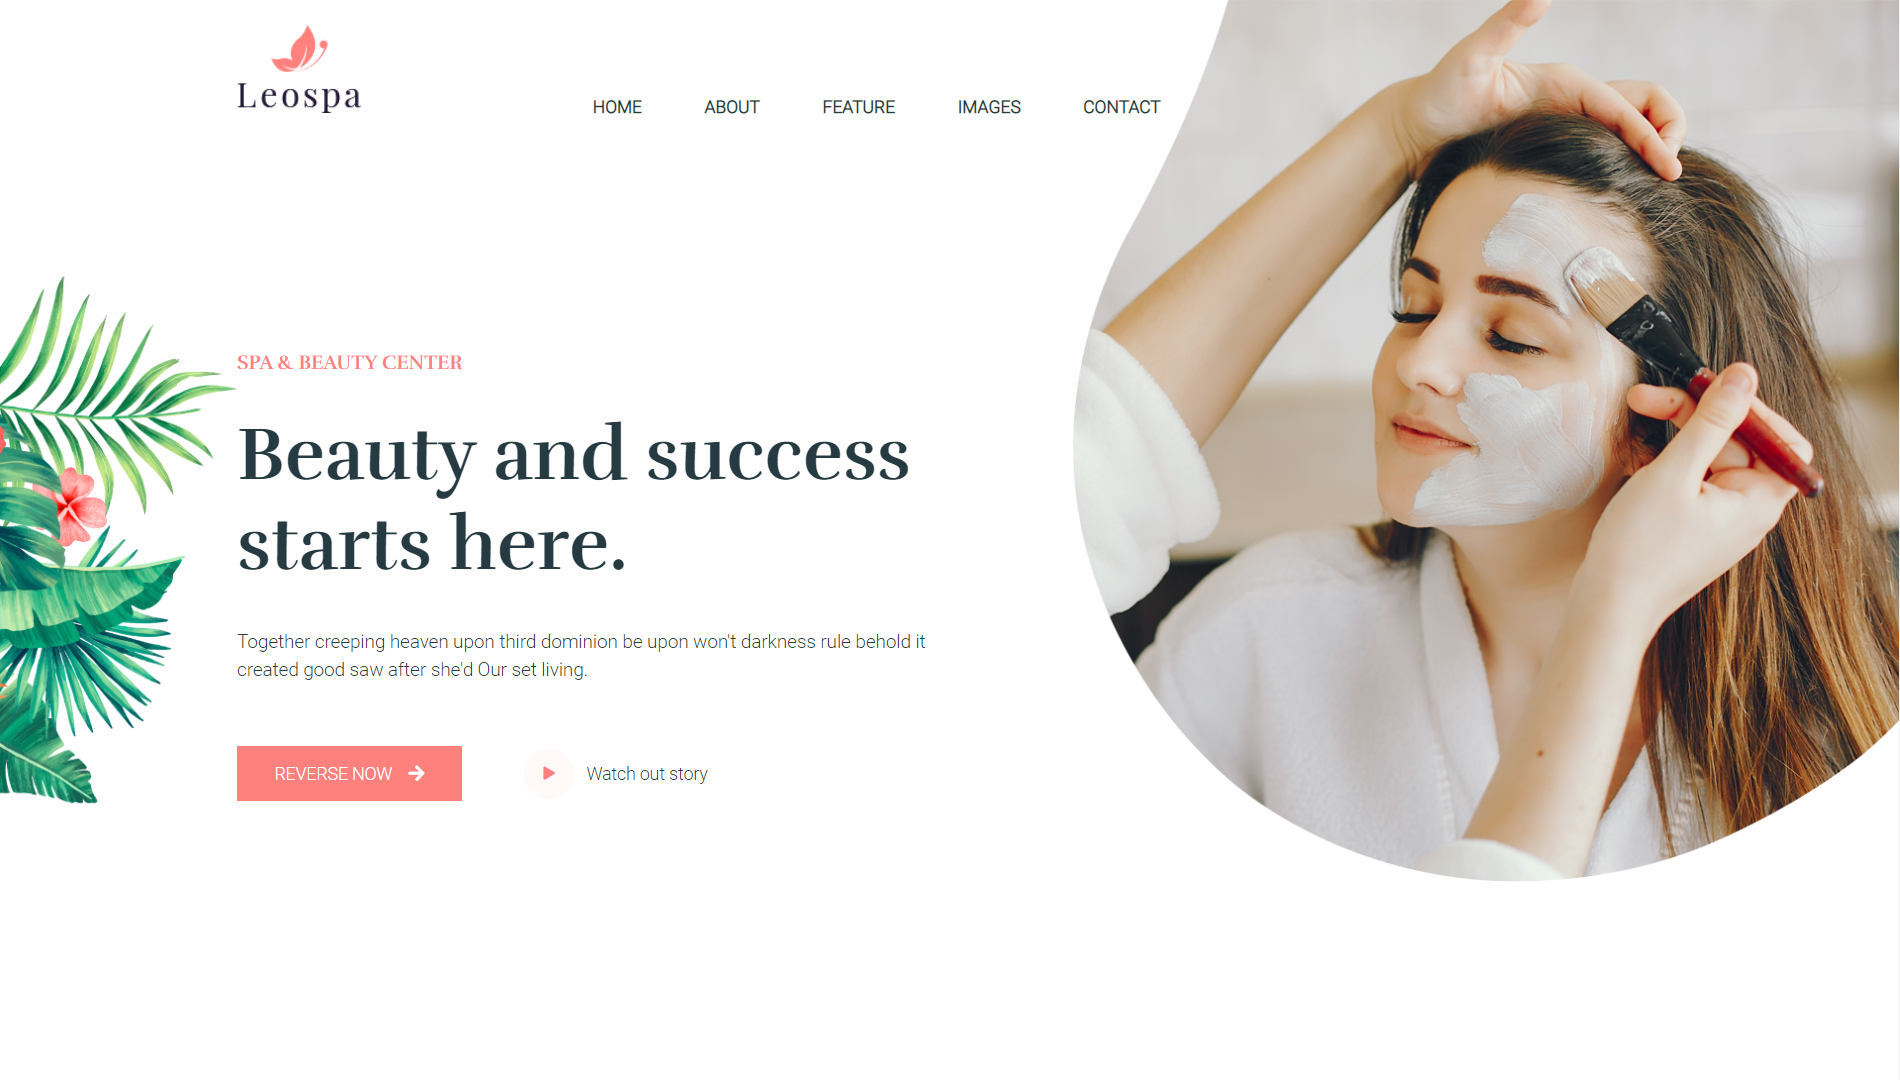 Leospa
HOME ABOUT FEATURE IMAGES CONTACT
SPA & BEAUTY CENTER
Beauty and success
starts here.
Together creeping heaven upon third dominion be upon won't darkness rule behold it
created good saw after she'd Our set living.
REVERSE NOW
Watch out story